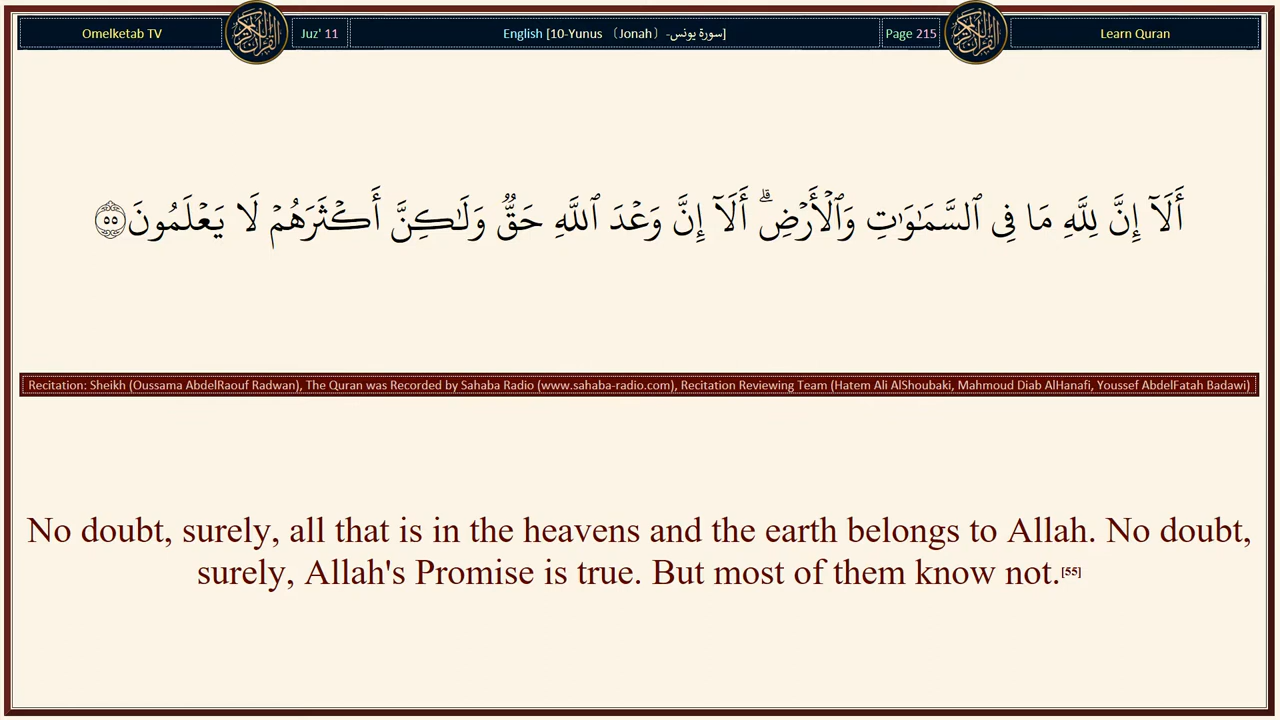 Omelketab TV
Juz' 11
English [10-Yunus （Jonah）-سورة يونس]
Page 215
Learn Quran
أَلَآ إِنَّ لِلَّهِ مَا فِى ٱلسَّمَـٰوَٰتِ وَٱلْأَرْضِ ۗ أَلَآ إِنَّ وَعْدَ ٱللَّهِ حَقٌّ وَلَـٰكِنَّ أَكْثَرَهُمْ لَا يَعْلَمُونَ ٥٥
Recitation: Sheikh (Oussama AbdelRaouf Radwan), The Quran was Recorded by Sahaba Radio (www.sahaba-radio.com), Recitation Reviewing Team (Hatem Ali AlShoubaki, Mahmoud Diab AlHanafi, Youssef AbdelFatah Badawi)
No doubt, surely, all that is in the heavens and the earth belongs to Allah. No doubt,
surely, Allah's Promise is true. But most of them know not.[55]